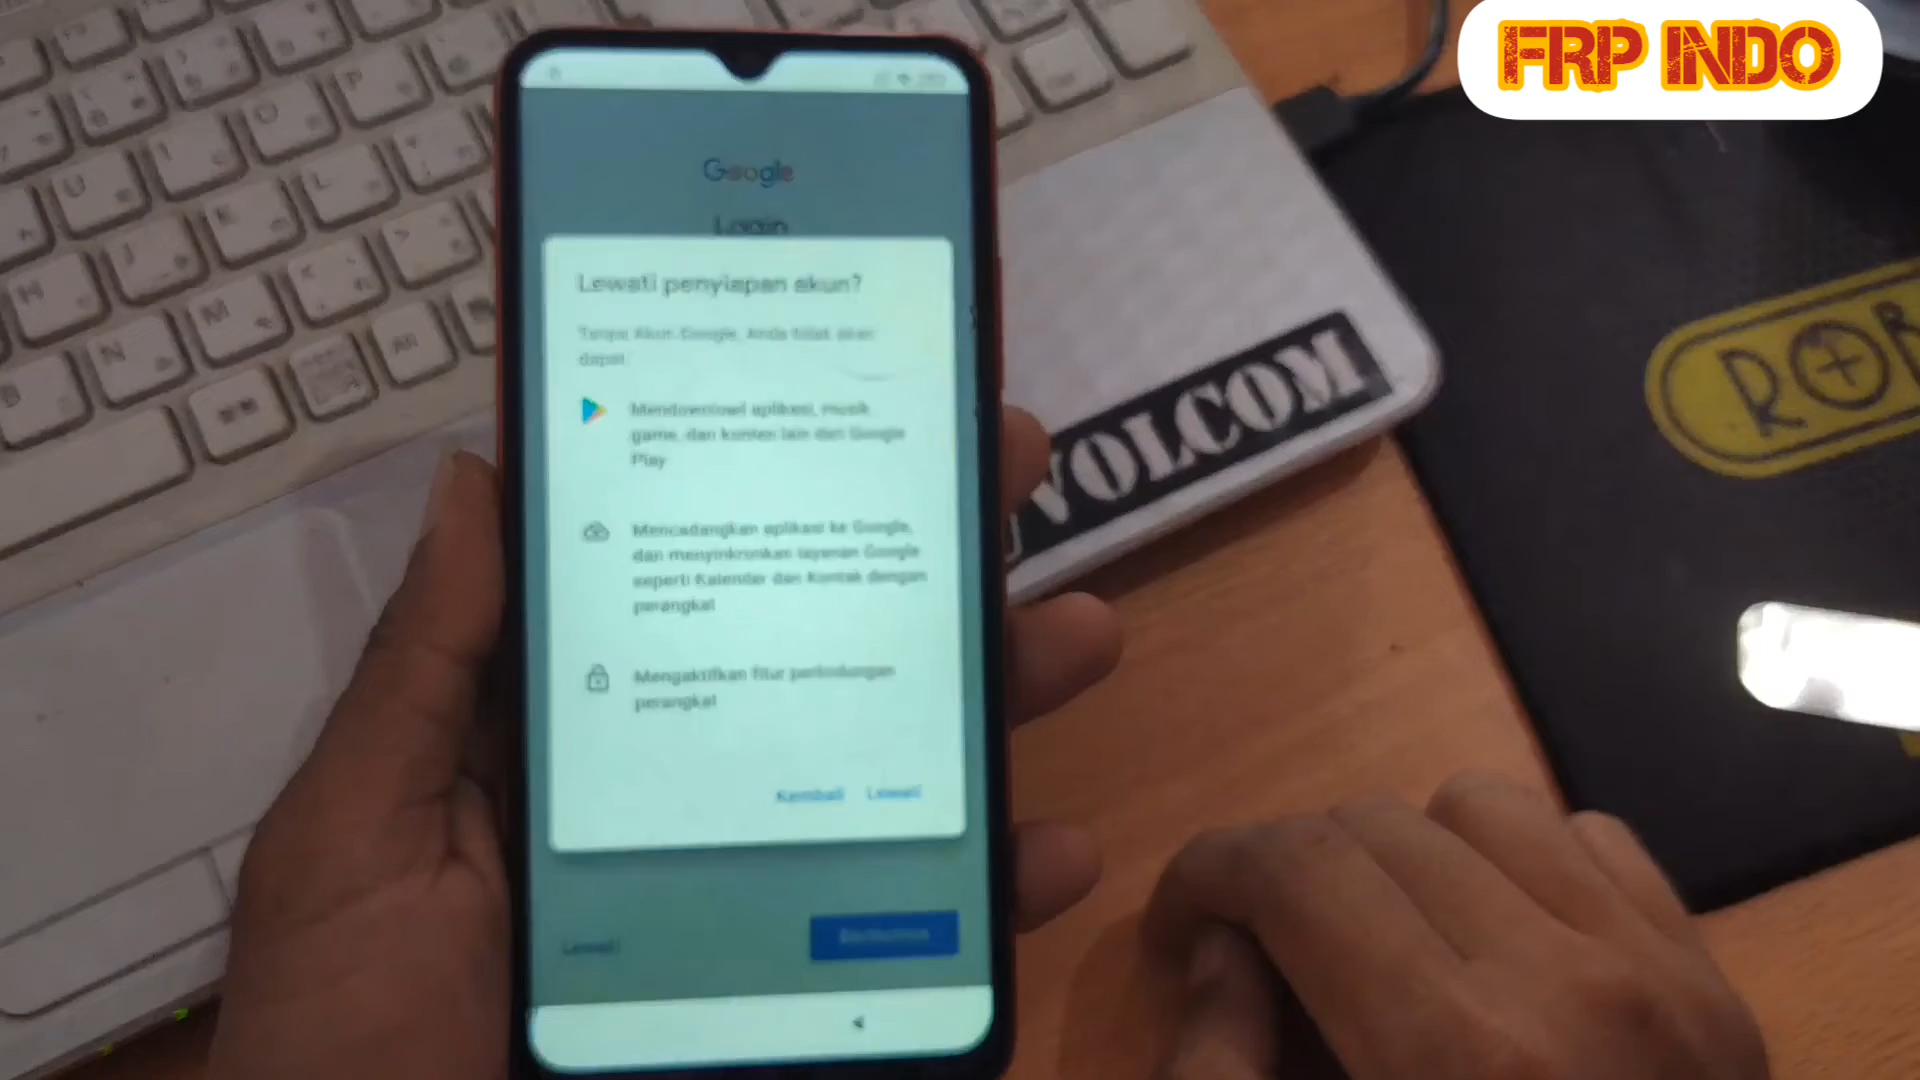 FRP INDO
Google
Login
Lewati penyiapan akun?
Tanpa Akun Google, Anda tidak akan
dapat:
Mendownload aplikasi, musik,
game, dan konten lain dari Google
Play
Mencadangkan aplikasi ke Google,
dan menyinkronkan layanan Google
seperti Kalender dan Kontak dengan
perangkat
Mengaktifkan fitur perlindungan
perangkat
Kembali Lewati
Lewati Berikutnya
VOLCOM